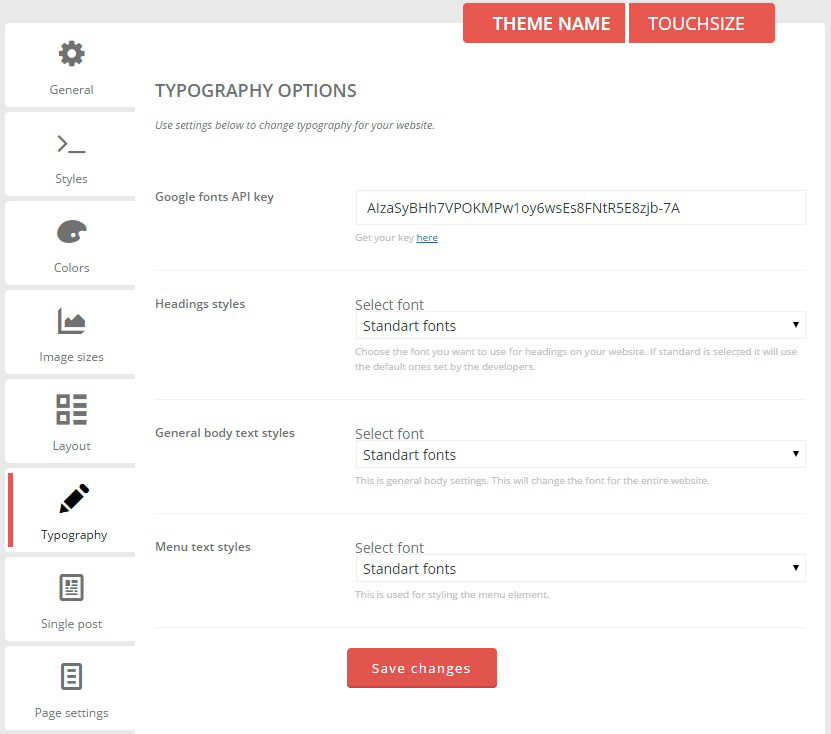 THEME NAME
TOUCHSIZE
General
Styles
Colors
Image sizes
Layout
Typography
Single post
Page settings
TYPOGRAPHY OPTIONS
Use settings below to change typography for your website.
Google fonts API key
AIzaSyBHh7VPOKMPw1oy6wsEs8FNtR5E8zjb-7A
Get your key here
Headings styles
Select font
Standart fonts
Choose the font you want to use for headings on your website. If standard is selected it will use
the default ones set by the developers.
General body text styles
Select font
Standart fonts
This is general body settings. This will change the font for the entire website.
Menu text styles
Select font
Standart fonts
This is used for styling the menu element.
Save changes